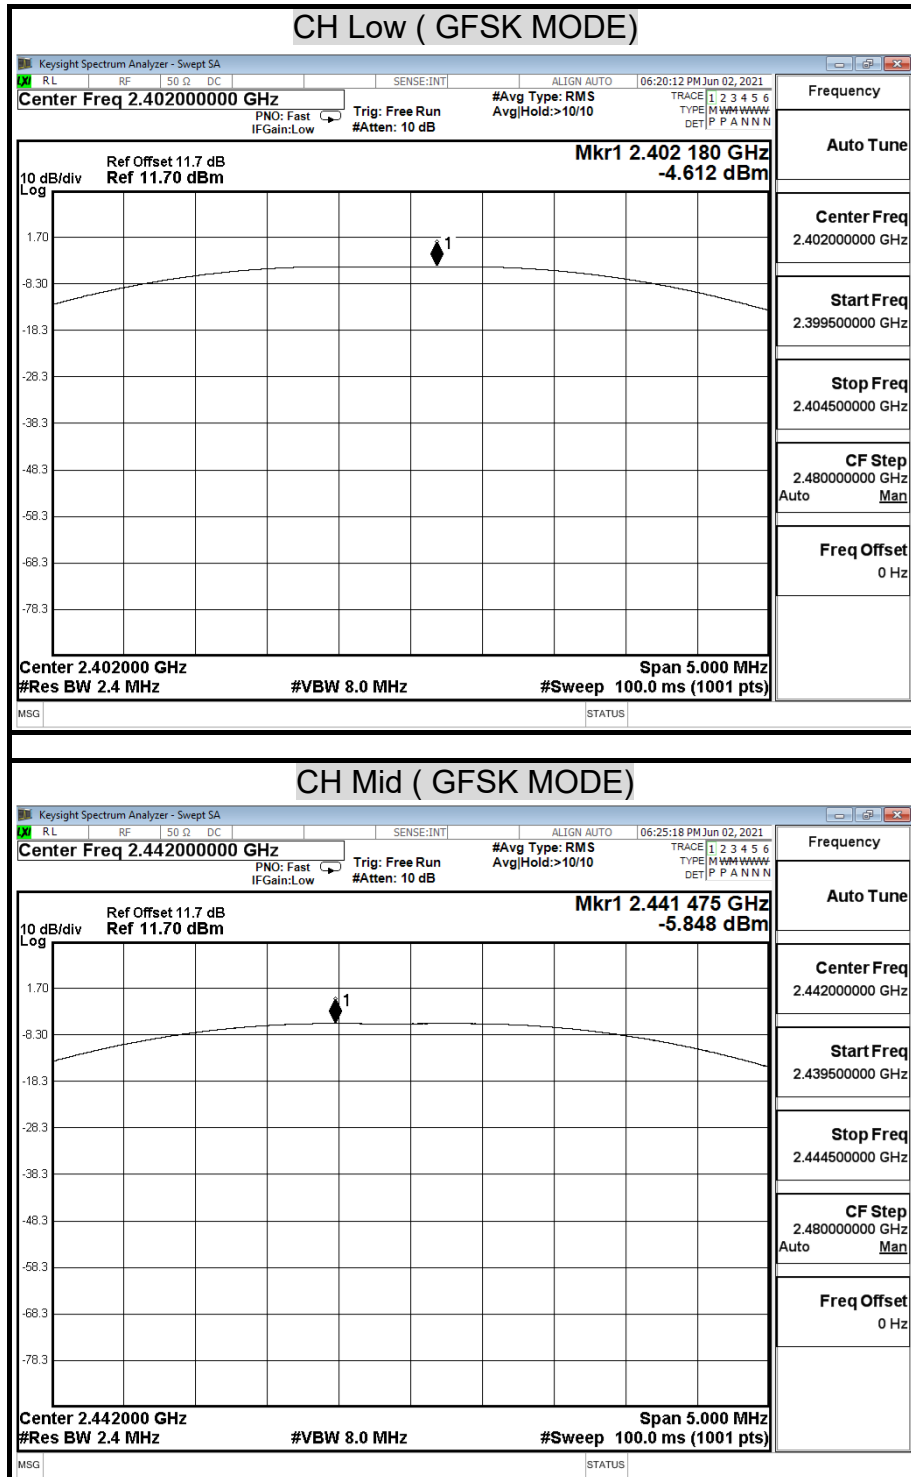 CH Low ( GFSK MODE)
Keysight Spectrum Analyzer - Swept SA
LXI RL RF 50 Ω DC SENSE:INT ALIGN AUTO 06:20:12 PM Jun 02, 2021
Center Freq 2.402000000 GHz #Avg Type: RMS TRACE 1 2 3 4 5 6
PNO: Fast Trig: Free Run Avg|Hold:>10/10 TYPE M WWWWW
IFGain:Low #Atten: 10 dB DET P P A N N N
Frequency
Auto Tune
Center Freq
2.402000000 GHz
Start Freq
2.399500000 GHz
Stop Freq
2.404500000 GHz
CF Step
2.480000000 GHz
Auto Man
Freq Offset
0 Hz
Ref Offset 11.7 dB Mkr1 2.402 180 GHz
10 dB/div Ref 11.70 dBm -4.612 dBm
Log
1
1.70
-8.30
-18.3
-28.3
-38.3
-48.3
-58.3
-68.3
-78.3
Center 2.402000 GHz Span 5.000 MHz
#Res BW 2.4 MHz #VBW 8.0 MHz #Sweep 100.0 ms (1001 pts)
MSG STATUS
CH Mid ( GFSK MODE)
Keysight Spectrum Analyzer - Swept SA
LXI RL RF 50 Ω DC SENSE:INT ALIGN AUTO 06:25:18 PM Jun 02, 2021
Center Freq 2.442000000 GHz #Avg Type: RMS TRACE 1 2 3 4 5 6
PNO: Fast Trig: Free Run Avg|Hold:>10/10 TYPE M WWWWW
IFGain:Low #Atten: 10 dB DET P P A N N N
Frequency
Auto Tune
Center Freq
2.442000000 GHz
Start Freq
2.439500000 GHz
Stop Freq
2.444500000 GHz
CF Step
2.480000000 GHz
Auto Man
Freq Offset
0 Hz
Ref Offset 11.7 dB Mkr1 2.441 475 GHz
10 dB/div Ref 11.70 dBm -5.848 dBm
Log
1
1.70
-8.30
-18.3
-28.3
-38.3
-48.3
-58.3
-68.3
-78.3
Center 2.442000 GHz Span 5.000 MHz
#Res BW 2.4 MHz #VBW 8.0 MHz #Sweep 100.0 ms (1001 pts)
MSG STATUS